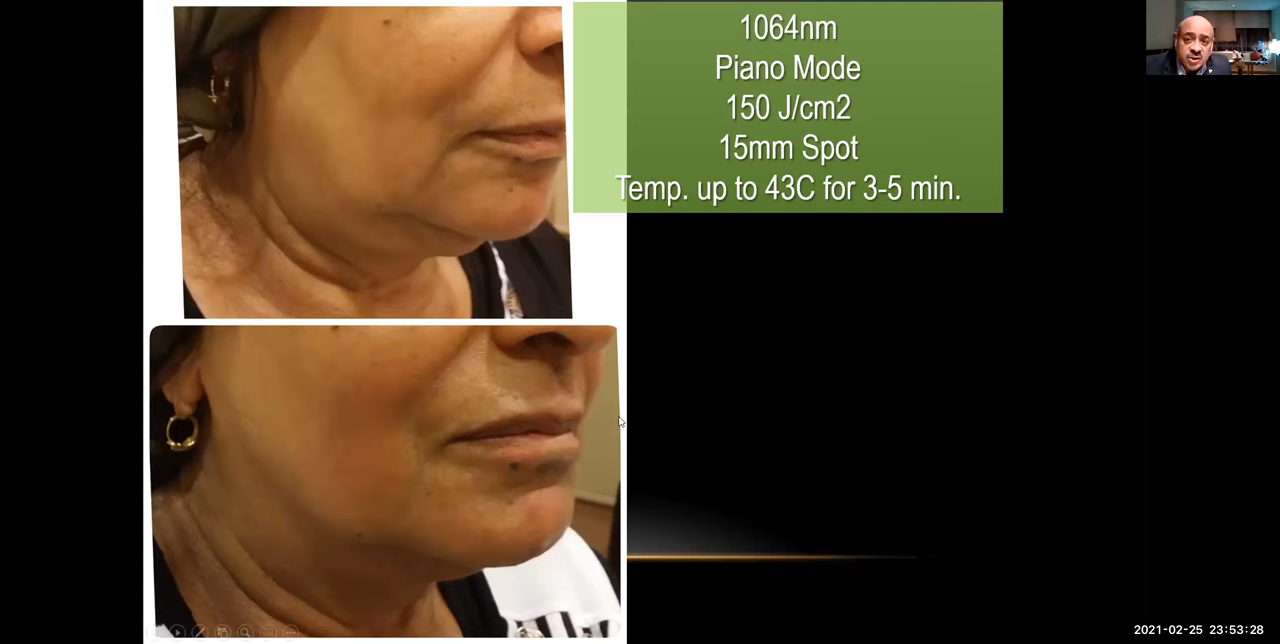 1064nm
Piano Mode
150 J/cm2
15mm Spot
Temp. up to 43C for 3-5 min.
2021-02-25 23:53:28